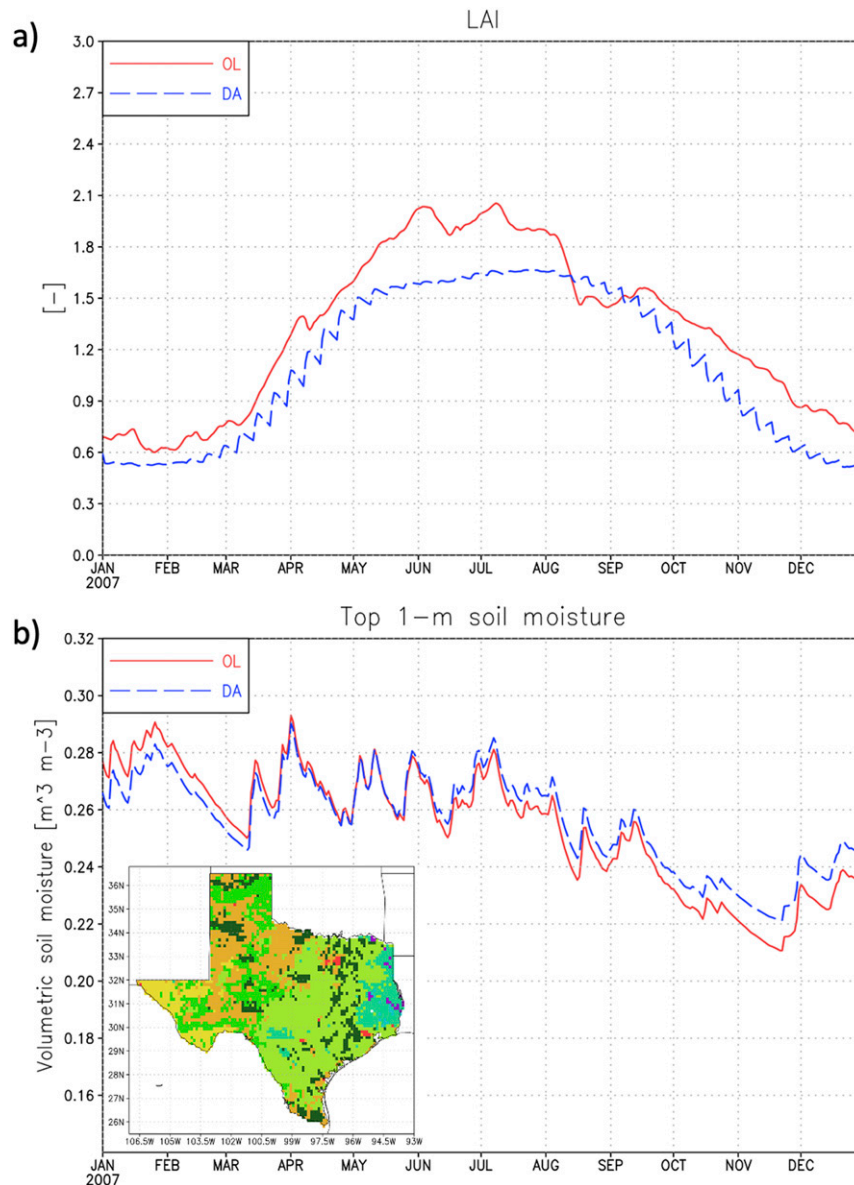 a)
LAI
OL
DA
3.0
2.7
2.4
2.1
1.8
1.5
1.2
0.9
0.6
0.3
0.0
[-]
JAN FEB MAR APR MAY JUN JUL AUG SEP OCT NOV DEC
2007
b)
Top 1-m soil moisture
OL
DA
0.32
0.30
0.28
0.26
0.24
0.22
0.20
0.18
0.16
Volumetric soil moisture [m^3 m-3]
36N
35N
34N
33N
32N
31N
30N
29N
28N
27N
26N
106.5W 105W 103.5W 102W 100.5W 99W 97.5W 96W 94.5W 93W
JAN FEB MAR APR MAY JUN JUL AUG SEP OCT NOV DEC
2007